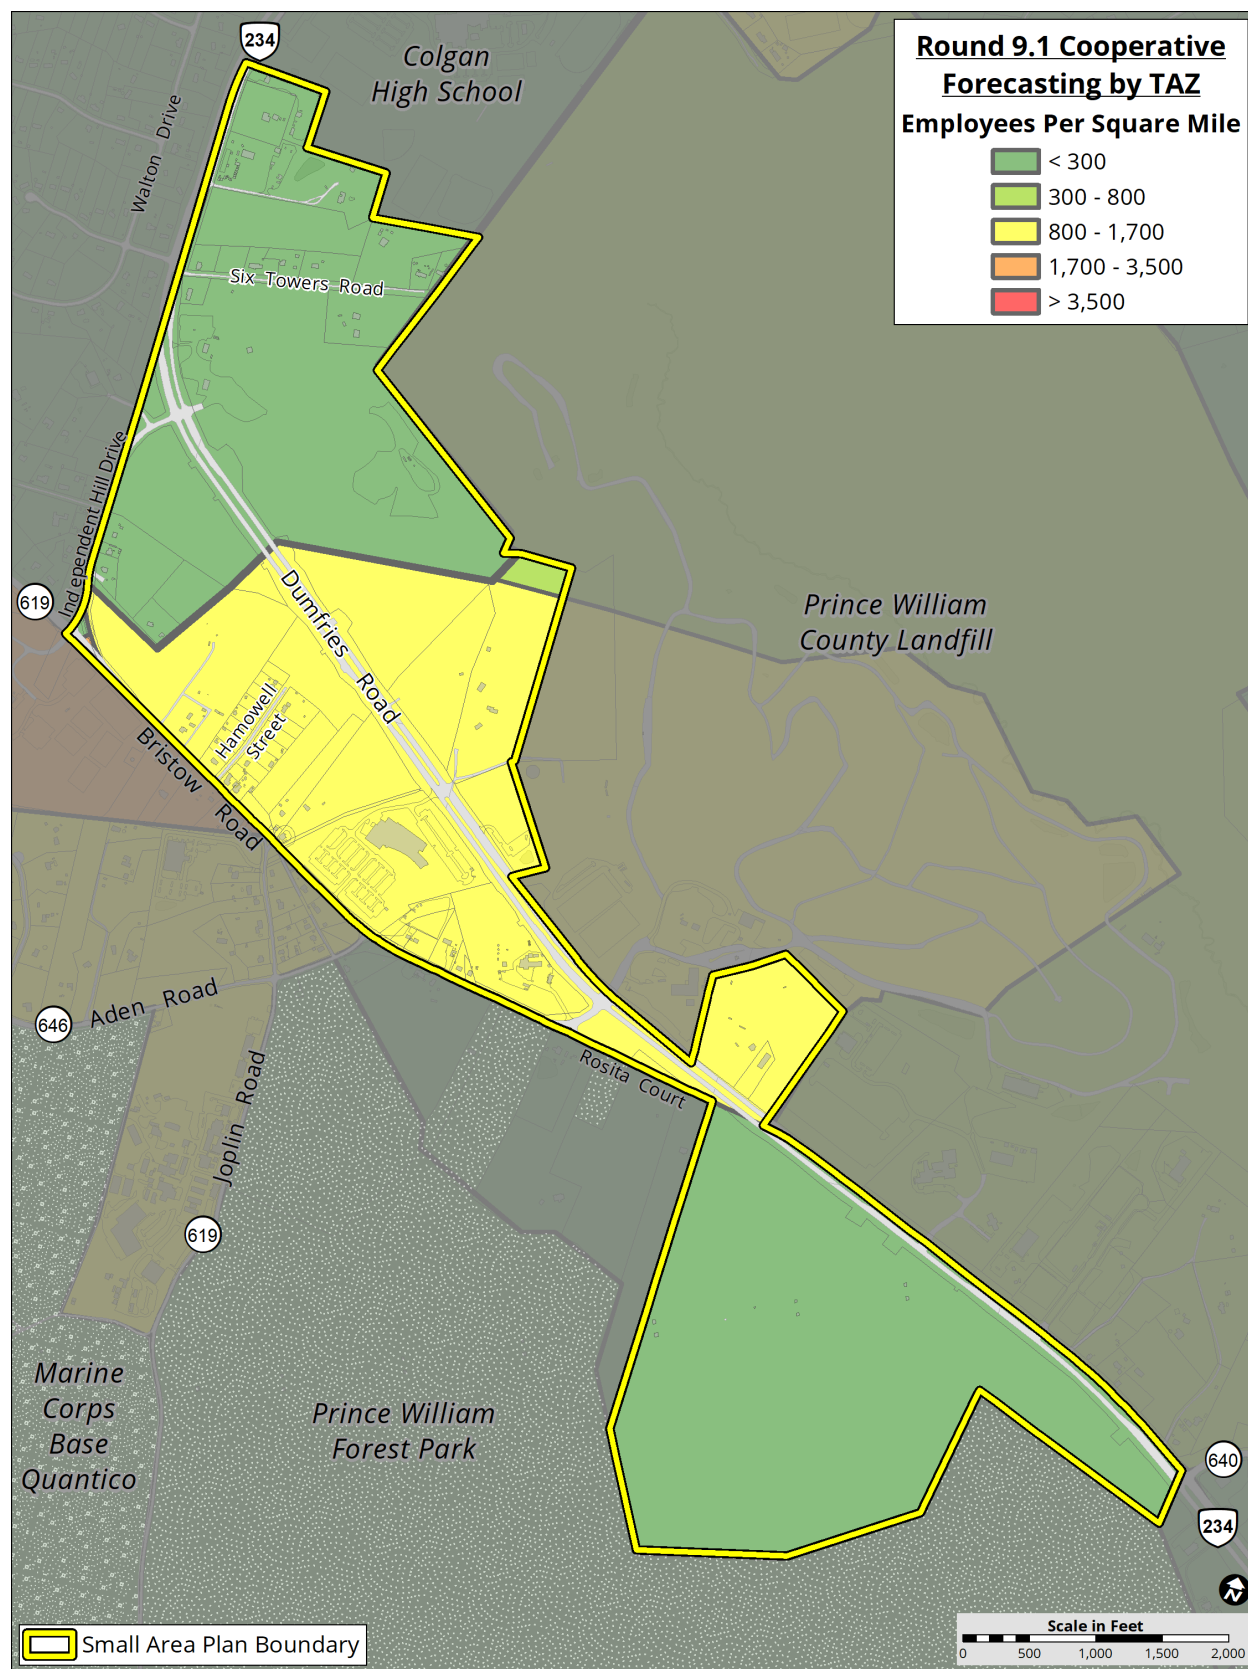 234
Colgan
High School
Round 9.1 Cooperative
Forecasting by TAZ
Employees Per Square Mile
< 300
300 - 800
800 - 1,700
1,700 - 3,500
> 3,500
Walton Drive
Six Towers Road
Independent Hill Drive
619
Dumfries Road
Prince William
County Landfill
Hamowell
Street
Bristow Road
646
Aden Road
Joplin Road
Rosita Court
619
Marine
Corps
Base
Quantico
Prince William
Forest Park
640
234
N
Small Area Plan Boundary
Scale in Feet
0 500 1,000 1,500 2,000